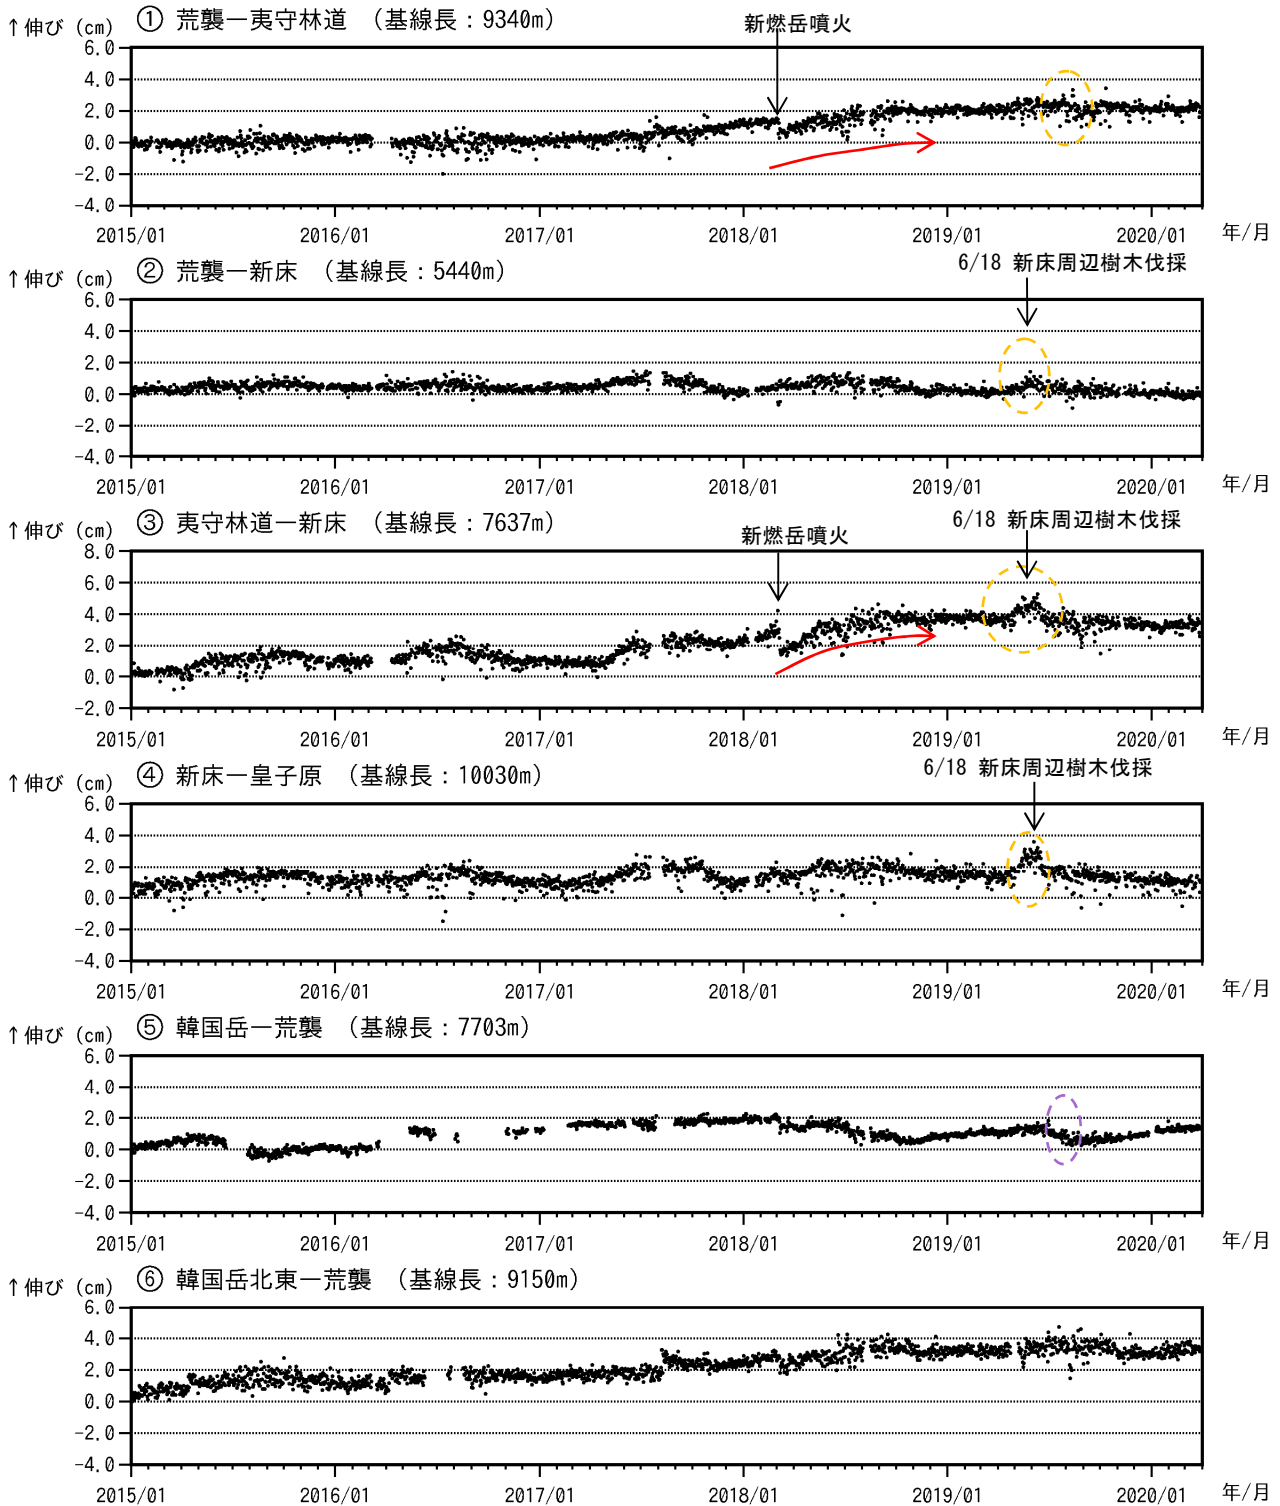 ↑伸び (cm) ① 荒襲ー夷守林道 （基線長：9340m）
新燃岳噴火
6.0
4.0
2.0
0.0
-2.0
-4.0
2015/01 2016/01 2017/01 2018/01 2019/01 2020/01 年/月
↑伸び (cm) ② 荒襲ー新床 （基線長：5440m）
6/18 新床周辺樹木伐採
6.0
4.0
2.0
0.0
-2.0
-4.0
2015/01 2016/01 2017/01 2018/01 2019/01 2020/01 年/月
↑伸び (cm) ③ 夷守林道ー新床 （基線長：7637m）
新燃岳噴火
6/18 新床周辺樹木伐採
8.0
6.0
4.0
2.0
0.0
-2.0
2015/01 2016/01 2017/01 2018/01 2019/01 2020/01 年/月
↑伸び (cm) ④ 新床ー皇子原 （基線長：10030m）
6/18 新床周辺樹木伐採
6.0
4.0
2.0
0.0
-2.0
-4.0
2015/01 2016/01 2017/01 2018/01 2019/01 2020/01 年/月
↑伸び (cm) ⑤ 韓国岳ー荒襲 （基線長：7703m）
6.0
4.0
2.0
0.0
-2.0
-4.0
2015/01 2016/01 2017/01 2018/01 2019/01 2020/01 年/月
↑伸び (cm) ⑥ 韓国岳北東ー荒襲 （基線長：9150m）
6.0
4.0
2.0
0.0
-2.0
-4.0
2015/01 2016/01 2017/01 2018/01 2019/01 2020/01 年/月